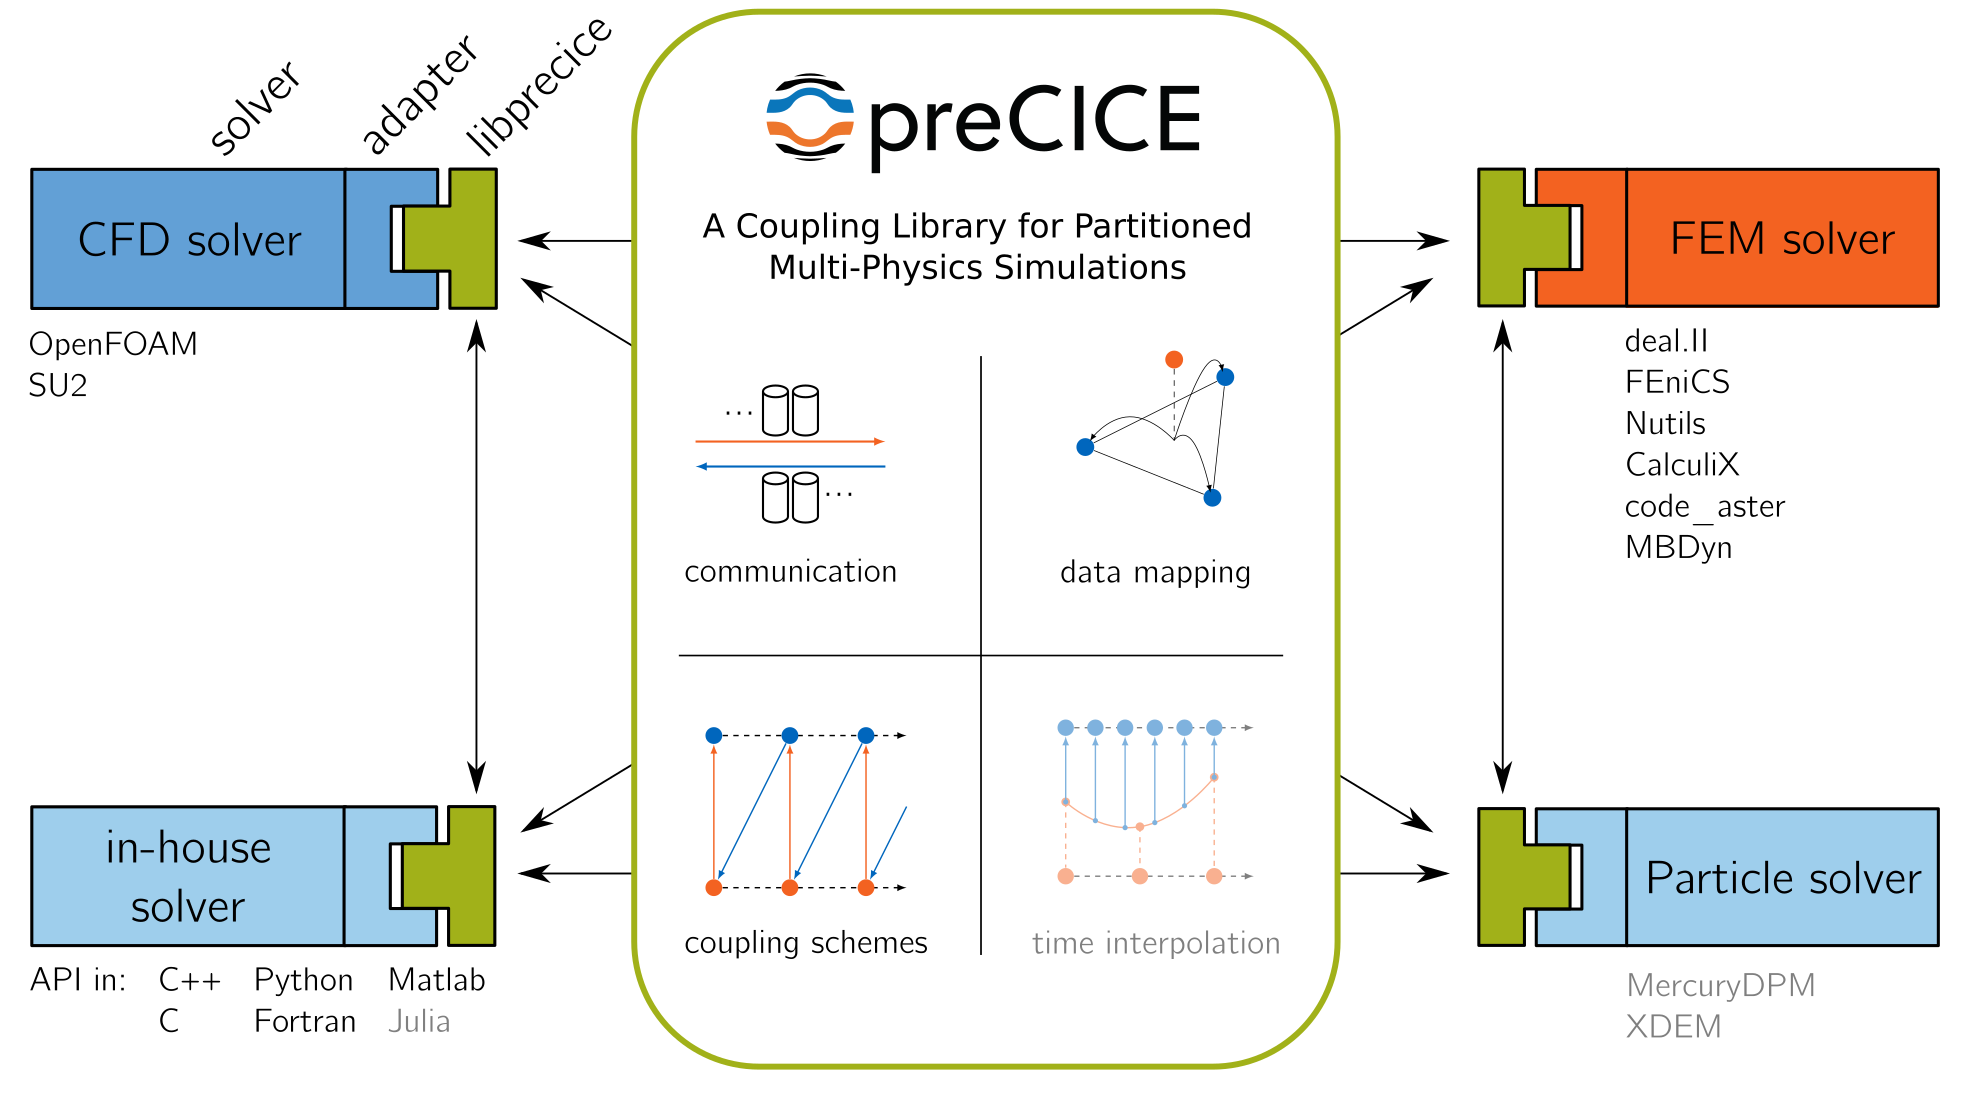 solver
adapter
libprecice
preCICE
A Coupling Library for Partitioned
Multi-Physics Simulations
CFD solver
OpenFOAM
SU2
FEM solver
deal.II
FEniCS
Nutils
CalculiX
code_aster
MBDyn
communication
data mapping
coupling schemes
time interpolation
in-house
solver
API in: C++ Python Matlab
C Fortran Julia
Particle solver
MercuryDPM
XDEM